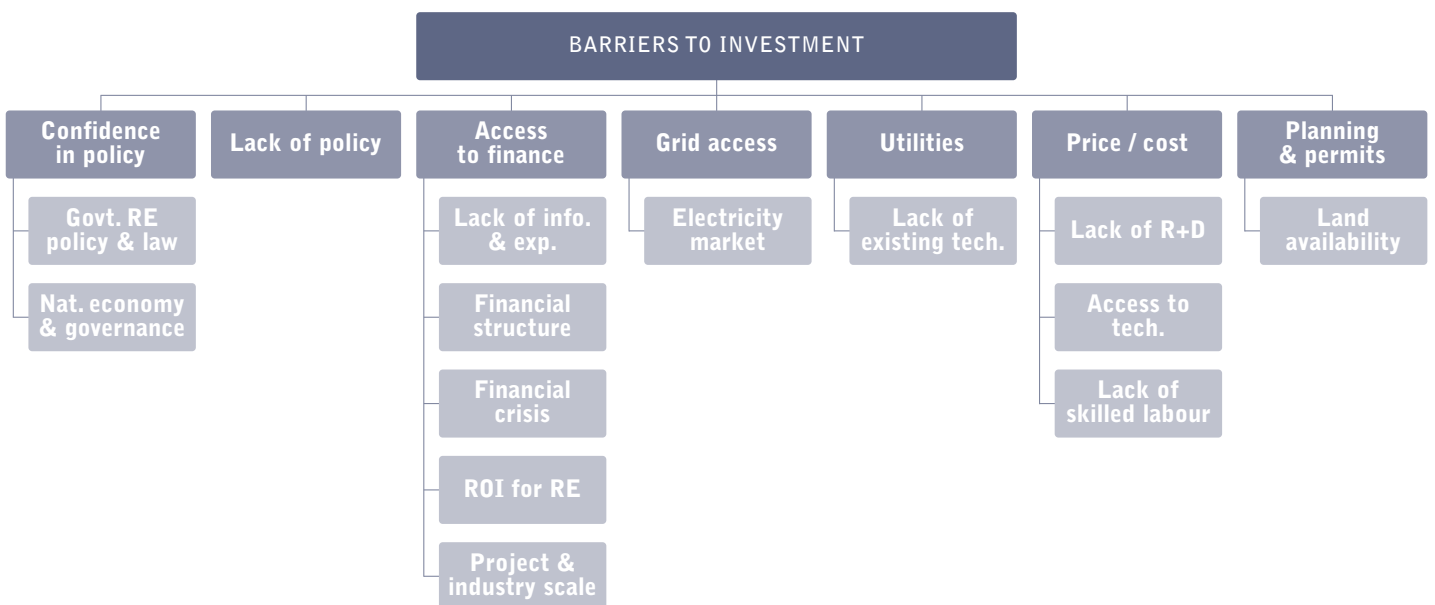 BARRIERS TO INVESTMENT
Confidence
in policy
Lack of policy
Access
to finance
Grid access
Utilities
Price / cost
Planning
& permits
Govt. RE
policy & law
Nat. economy
& governance
Lack of info.
& exp.
Financial
structure
Financial
crisis
ROI for RE
Project &
industry scale
Electricity
market
Lack of
existing tech.
Lack of R+D
Access to
tech.
Lack of
skilled labour
Land
availability